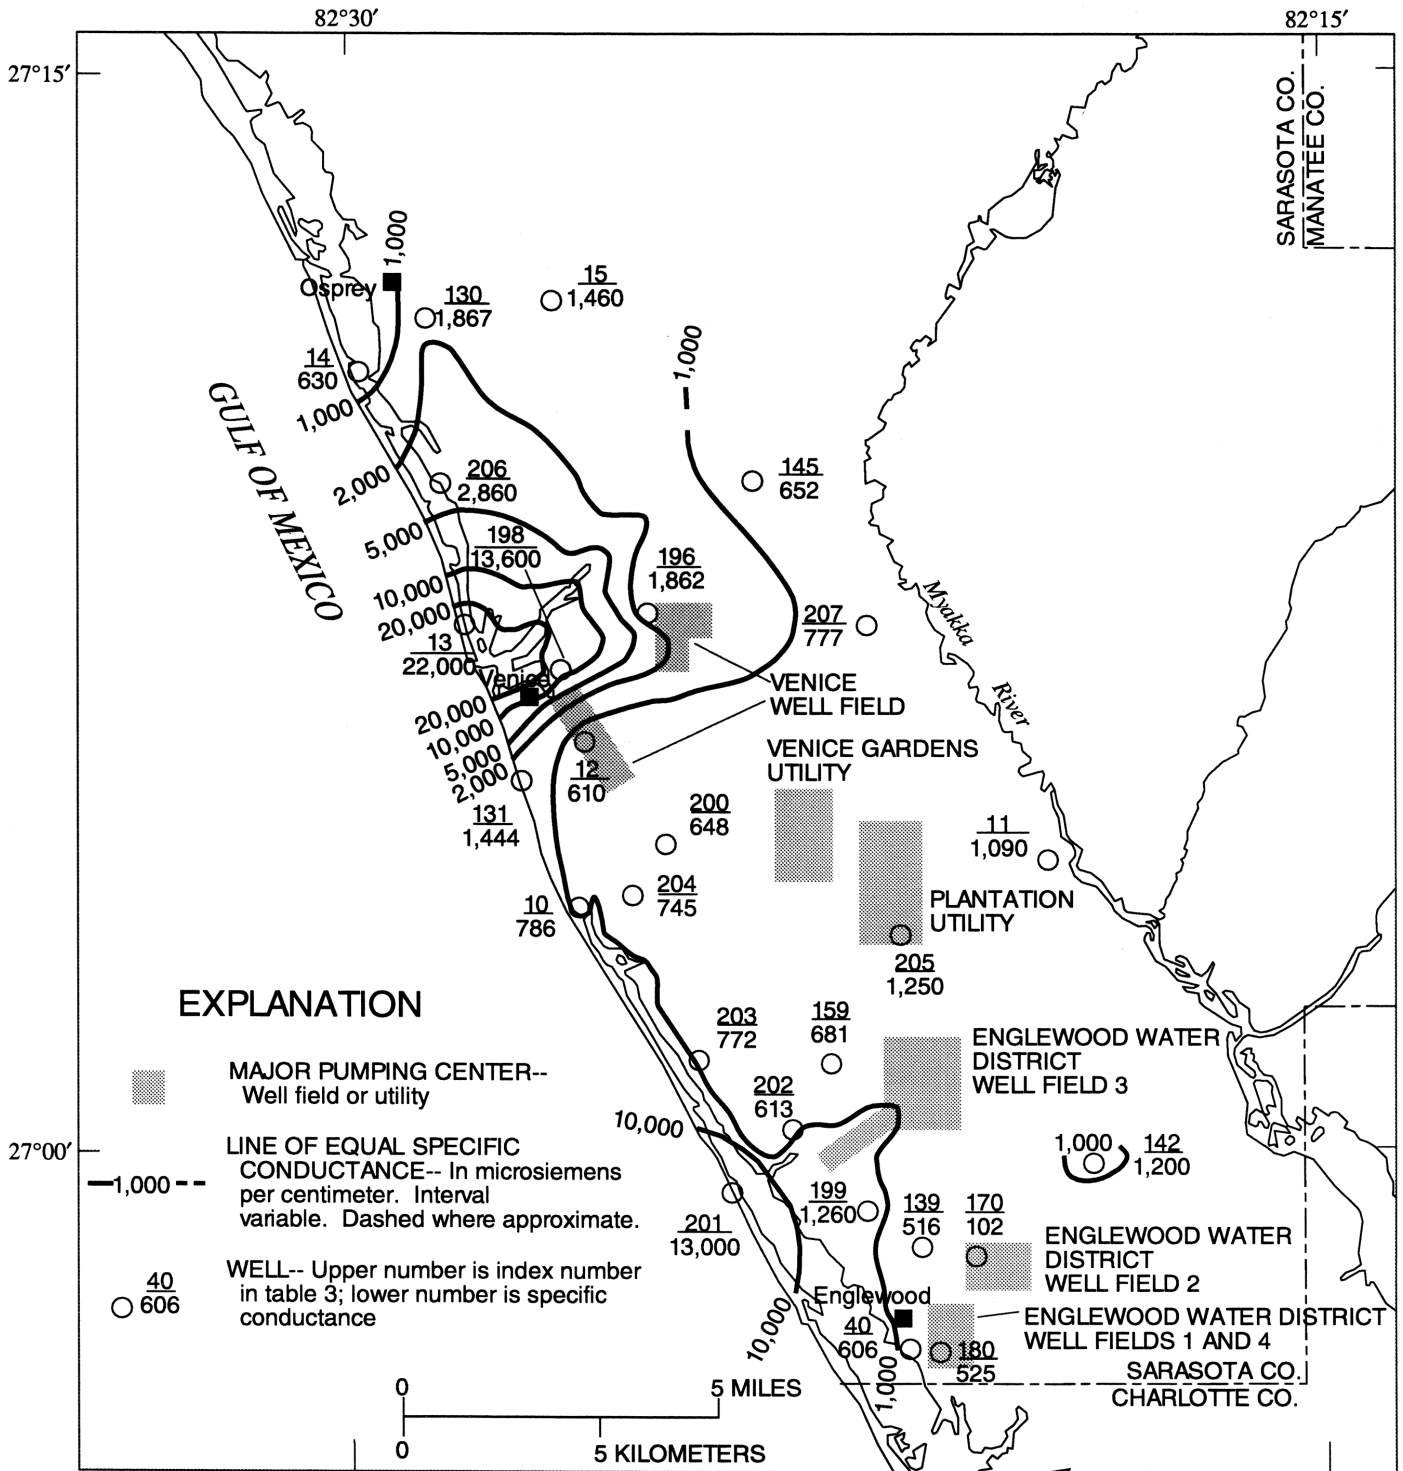 82°30′
82°15′
27°15′
SARASOTA CO.
MANATEE CO.
1,000
Osprey
130
1,867
15
1,460
14
630
1,000
1,000
GULF OF MEXICO
2,000
206
2,860
145
652
5,000
198
13,600
196
1,862
10,000
20,000
13
22,000
207
777
Myakka
River
Venice
VENICE
WELL FIELD
20,000
10,000
5,000
2,000
VENICE GARDENS
UTILITY
12
610
131
1,444
200
648
11
1,090
204
745
10
786
PLANTATION
UTILITY
205
1,250
EXPLANATION
MAJOR PUMPING CENTER--
Well field or utility
LINE OF EQUAL SPECIFIC
CONDUCTANCE-- In microsiemens
per centimeter. Interval
variable. Dashed where approximate.
1,000
WELL-- Upper number is index number
in table 3; lower number is specific
conductance
40
606
203
772
159
681
ENGLEWOOD WATER
DISTRICT
WELL FIELD 3
202
613
10,000
27°00′
1,000
142
1,200
199
1,260
139
516
170
102
201
13,000
ENGLEWOOD WATER
DISTRICT
WELL FIELD 2
Englewood
ENGLEWOOD WATER DISTRICT
WELL FIELDS 1 AND 4
10,000
40
606
180
525
1,000
SARASOTA CO.
CHARLOTTE CO.
0
5 MILES
0
5 KILOMETERS